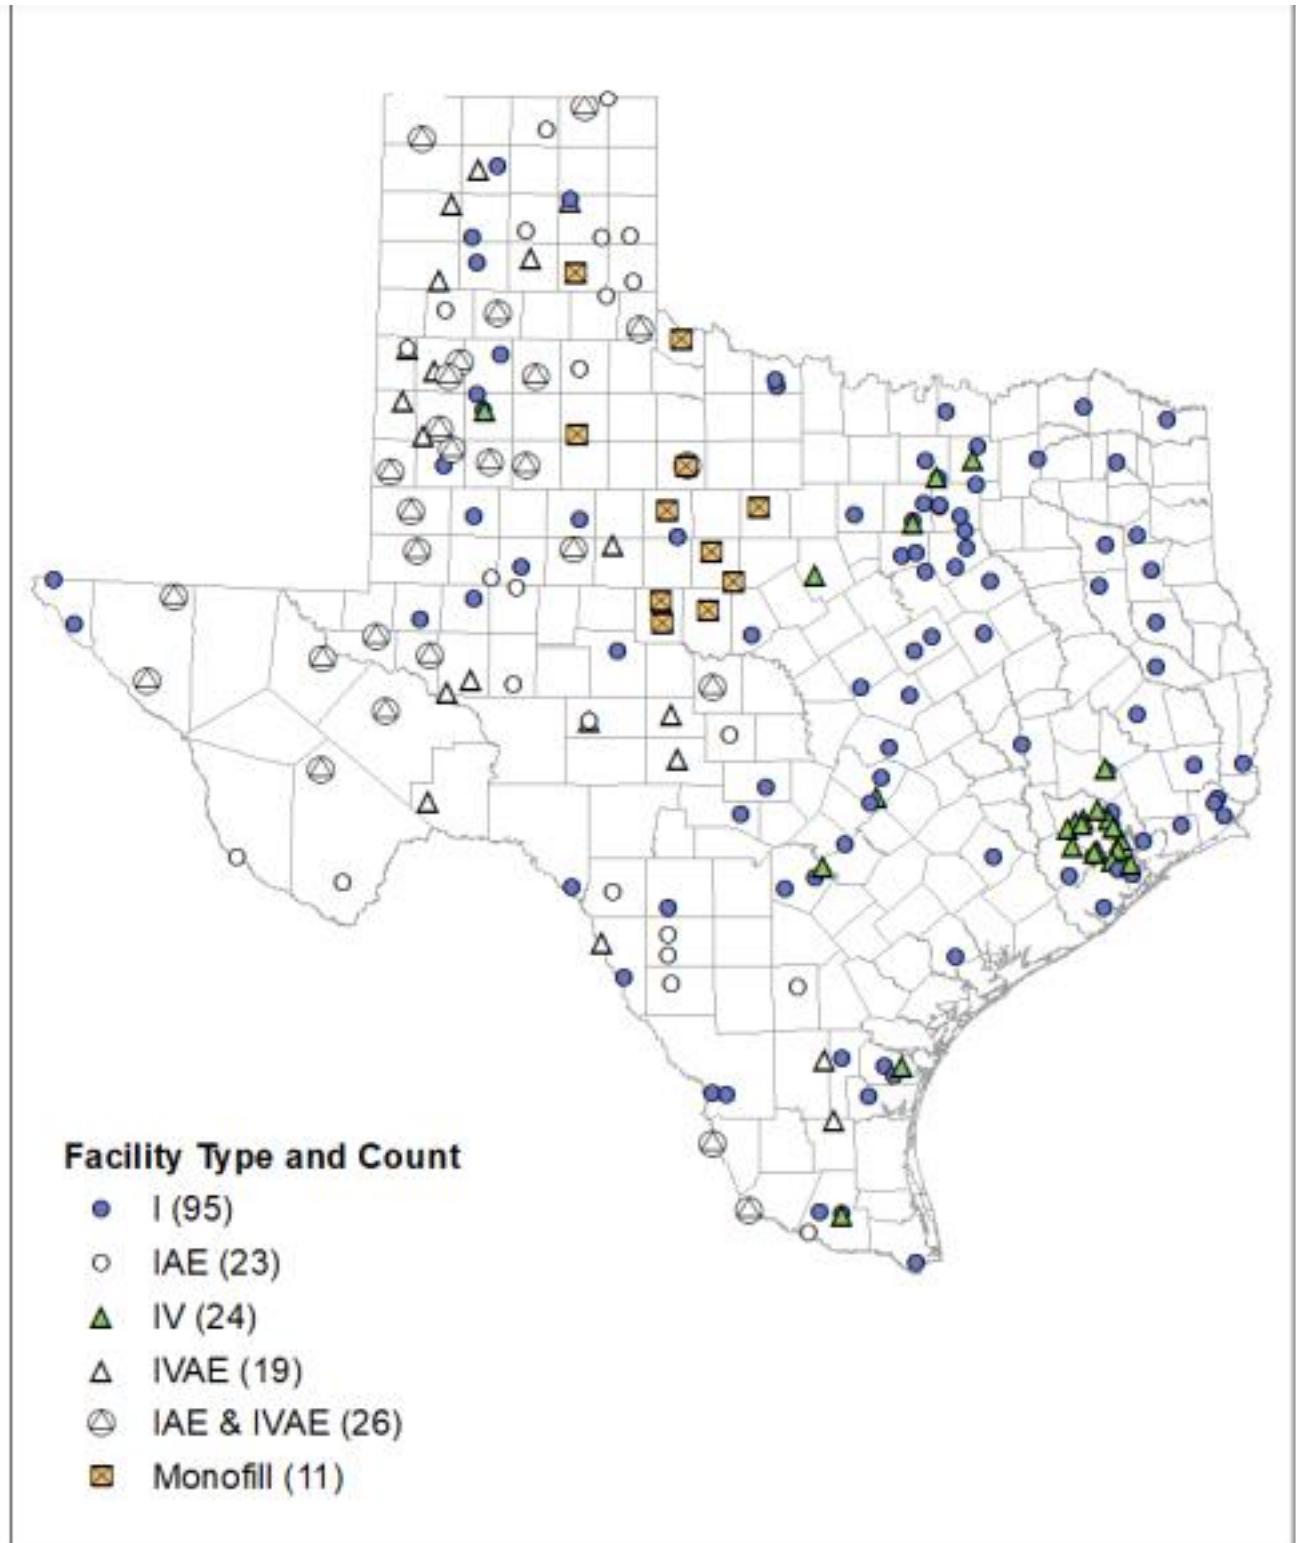 Facility Type and Count
I (95)
IAE (23)
IV (24)
IVAE (19)
IAE & IVAE (26)
Monofill (11)